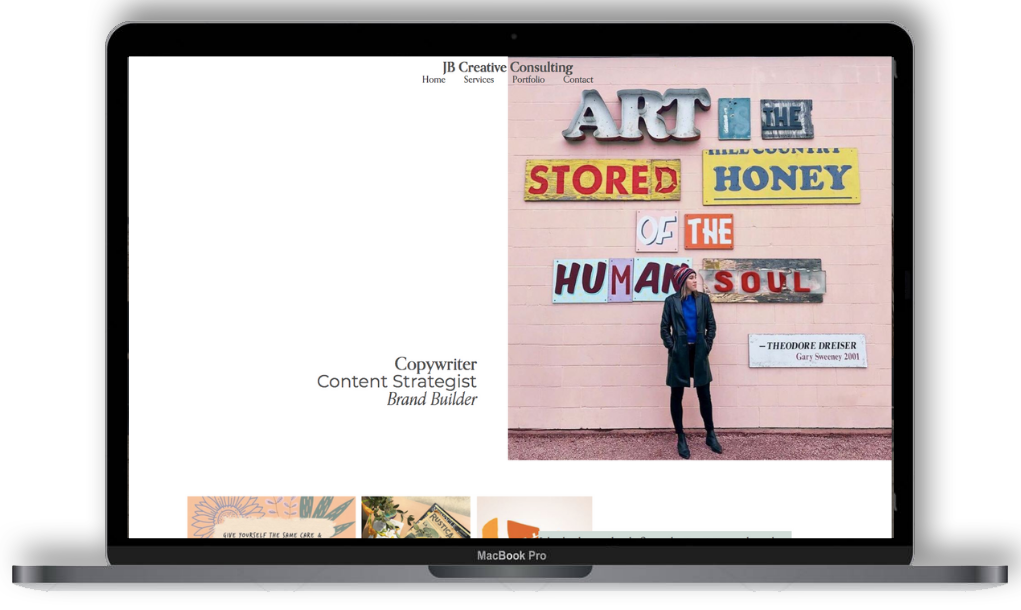 JB Creative Consulting
Home Services Portfolio Contact
ART IS THE
HILL COUNTRY
STORED HONEY
OF THE
HUMAN SOUL
—THEODORE DREISER
Gary Sweeney 2001
Copywriter
Content Strategist
Brand Builder
GIVE YOURSELF THE SAME CARE &
RUSTICA
MacBook Pro